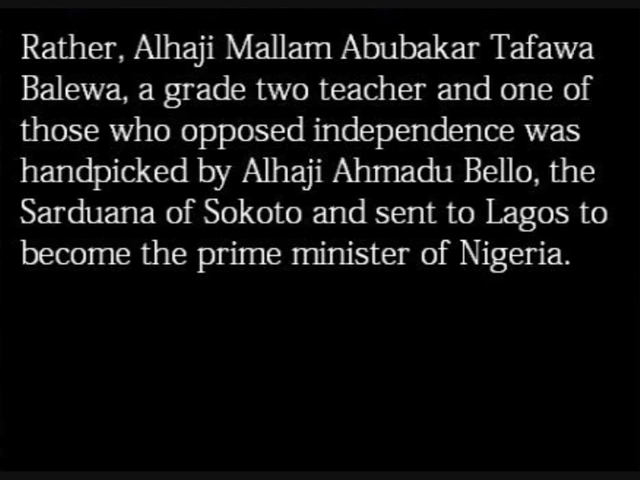 Rather, Alhaji Mallam Abubakar Tafawa
Balewa, a grade two teacher and one of
those who opposed independence was
handpicked by Alhaji Ahmadu Bello, the
Sarduana of Sokoto and sent to Lagos to
become the prime minister of Nigeria.